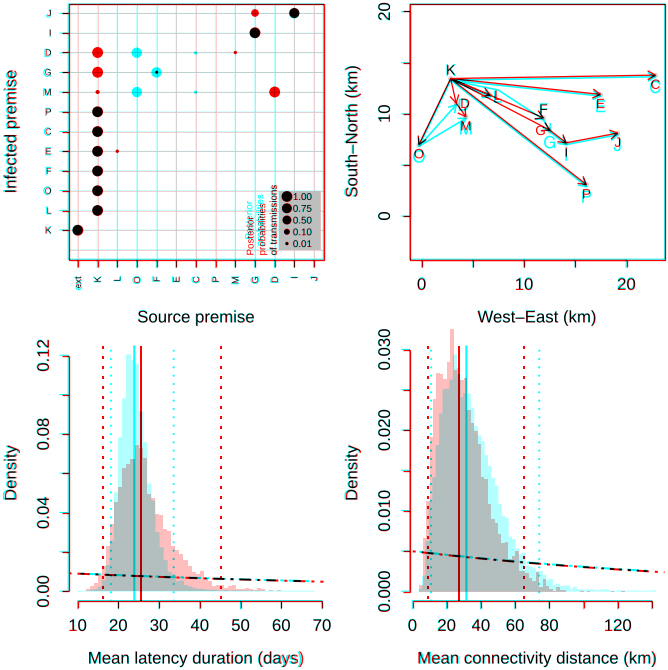 Infected premise
J
I
D
G
M
P
C
E
F
O
L
K
Posterior
probabilities
of transmissions
1.00
0.75
0.50
0.10
0.01
ext K L O F E C P M G D I J
Source premise
South–North (km)
20
10
0
K
C
D
L
F
E
M
G
O
I
J
P
0 10 20
West–East (km)
Density
0.12
0.08
0.04
0.00
10 20 30 40 50 60 70
Mean latency duration (days)
Density
0.030
0.020
0.010
0.000
0 20 40 60 80 120
Mean connectivity distance (km)